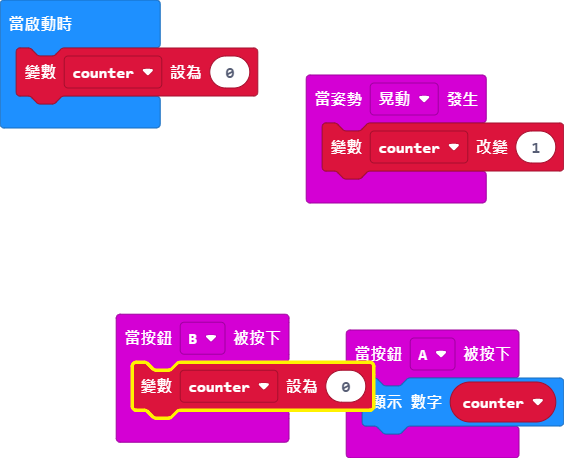 當啟動時
變數 counter 設為 0
當姿勢 晃動 發生
變數 counter 改變 1
當按鈕 B 被按下
變數 counter 設為 0
當按鈕 A 被按下
顯示 數字 counter